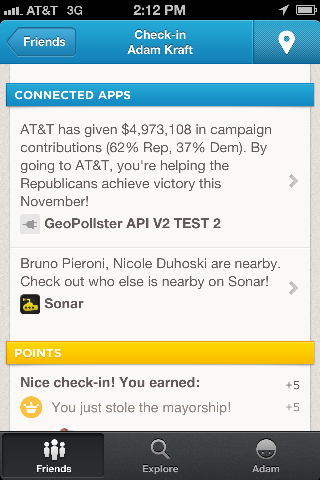 AT&T 3G 2:12 PM
Friends
Check-in
Adam Kraft
CONNECTED APPS
AT&T has given $4,973,108 in campaign
contributions (62% Rep, 37% Dem). By
going to AT&T, you're helping the
Republicans achieve victory this
November!
GeoPollster API V2 TEST 2
Bruno Pieroni, Nicole Duhoski are nearby.
Check out who else is nearby on Sonar!
Sonar
POINTS
Nice check-in! You earned: +5
You just stole the mayorship! +5
Friends Explore Adam